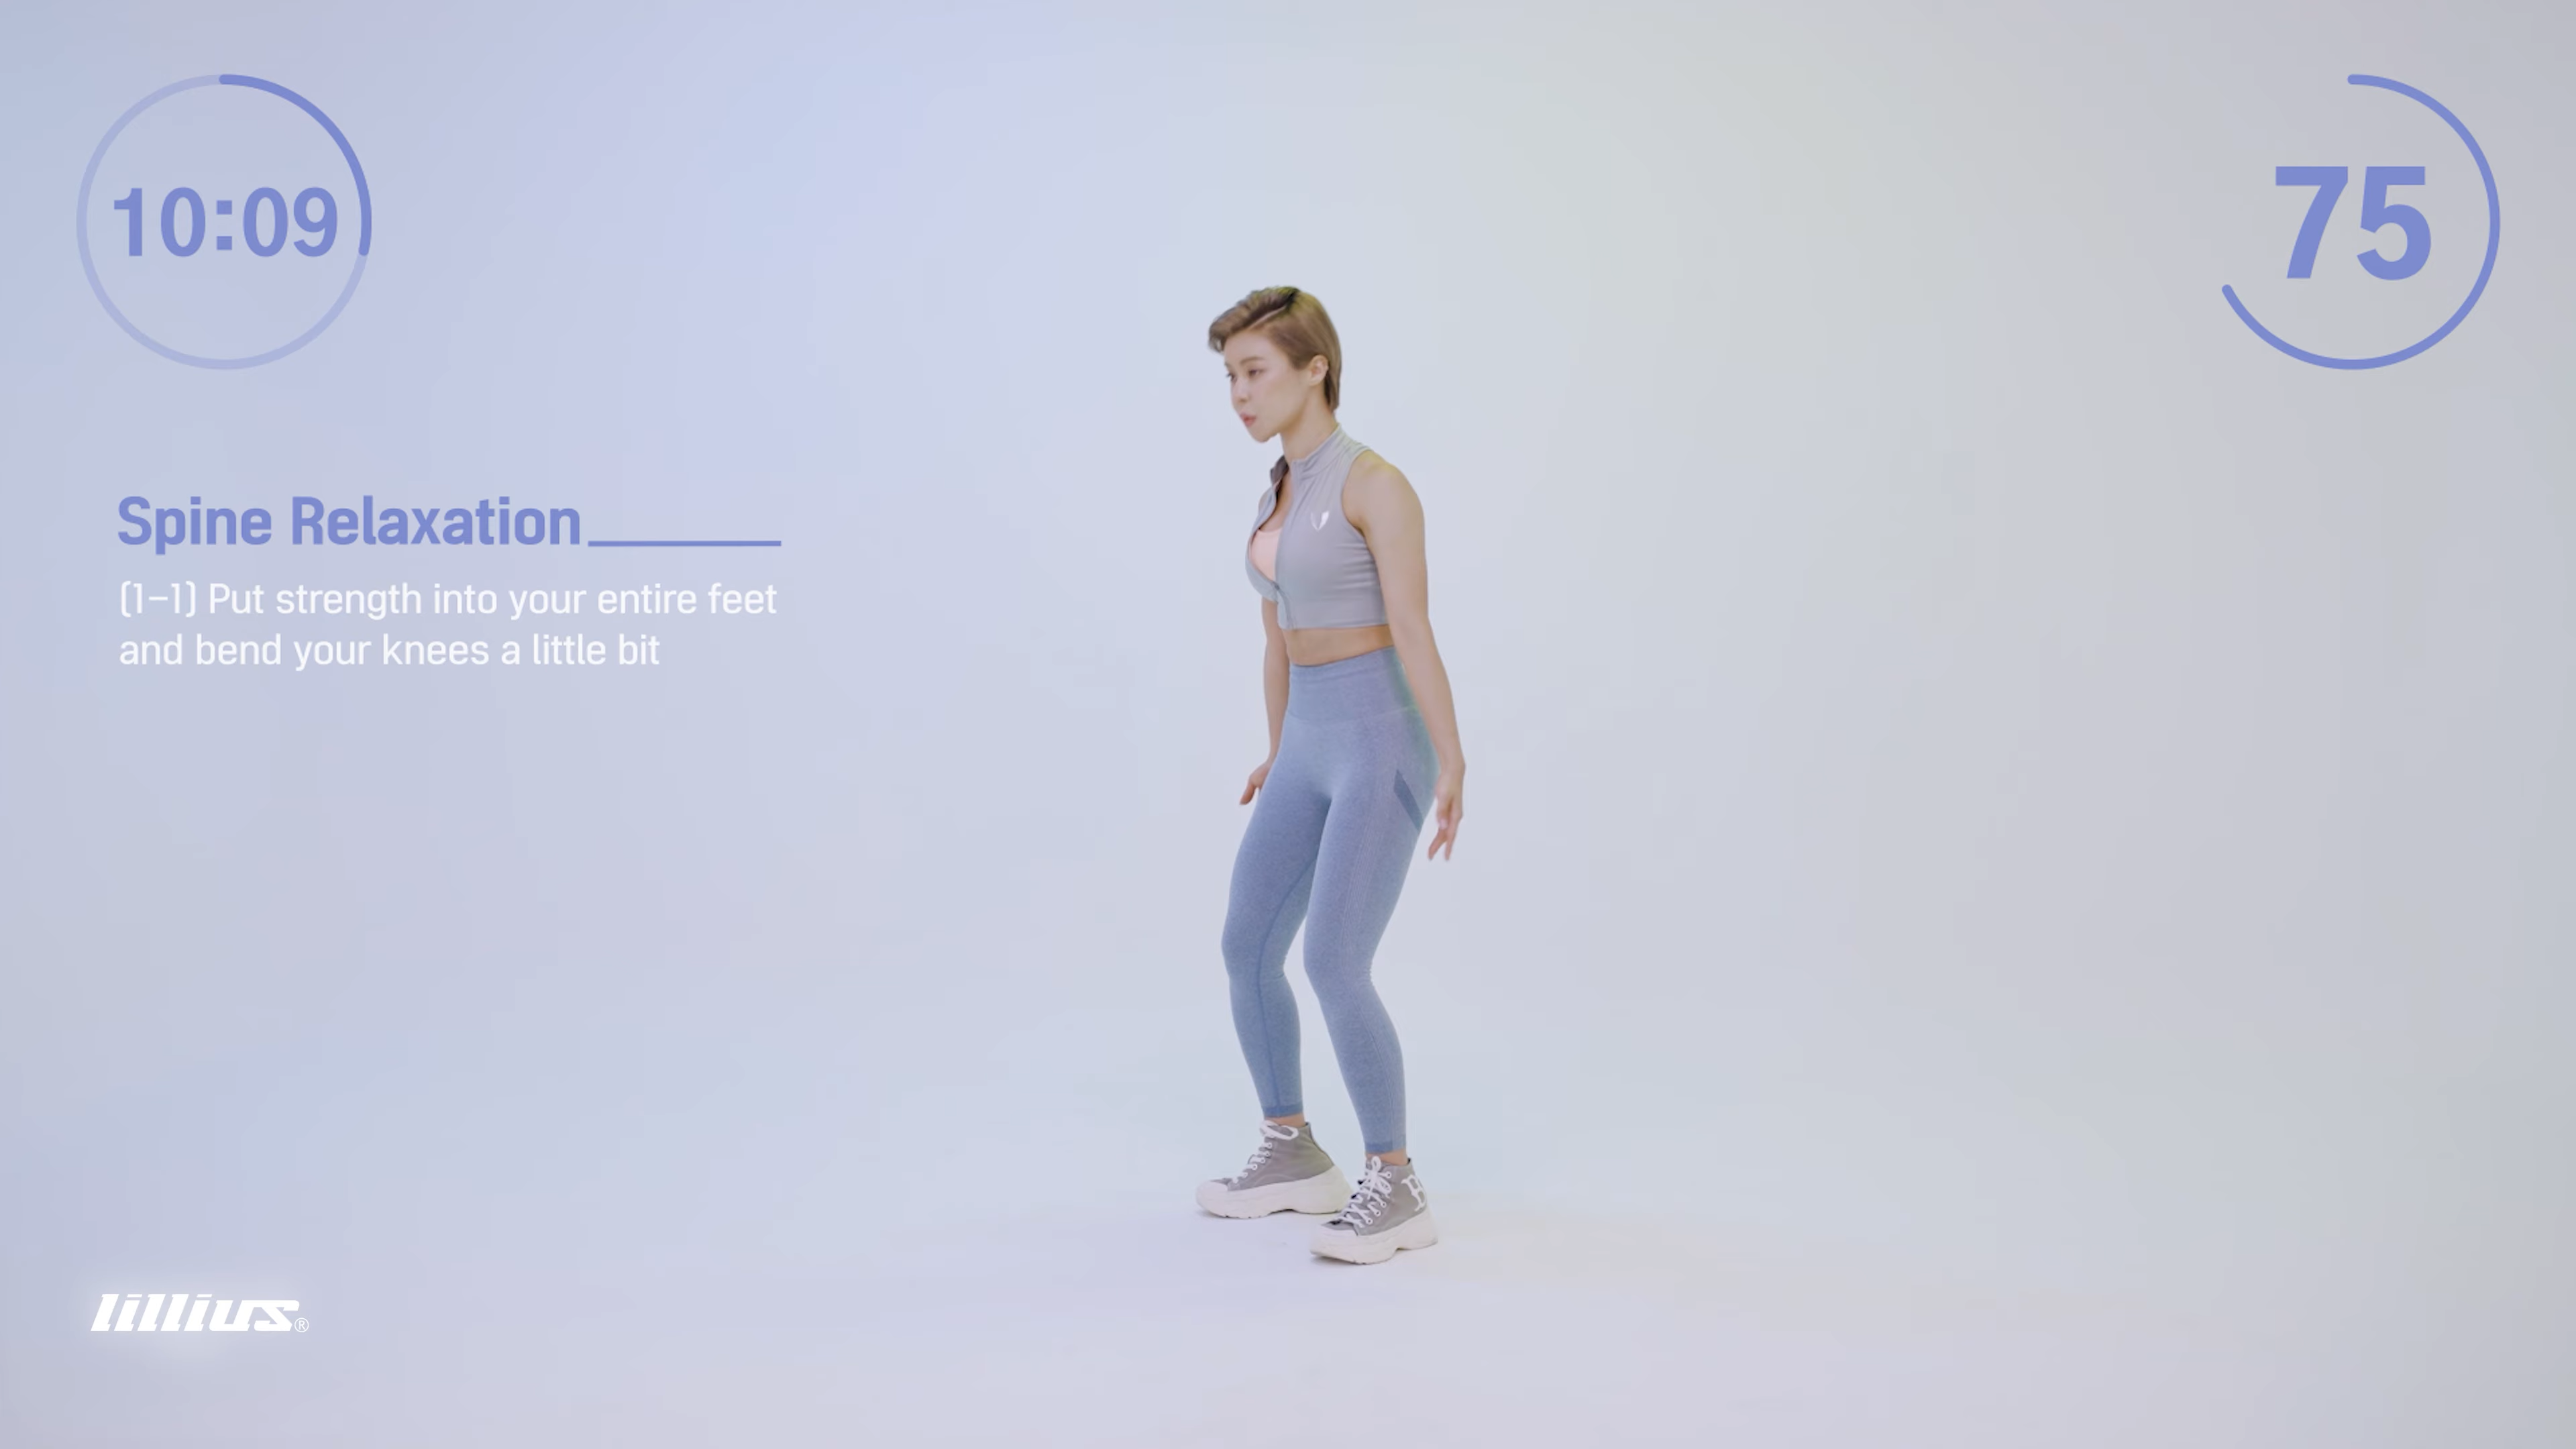 10:09
75
Spine Relaxation
(1-1) Put strength into your entire feet
and bend your knees a little bit
lillius®